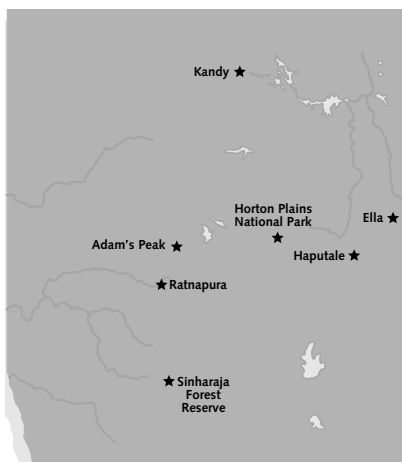 Kandy
Horton Plains
National Park
Ella
Adam's Peak
Haputale
Ratnapura
Sinharaja
Forest
Reserve